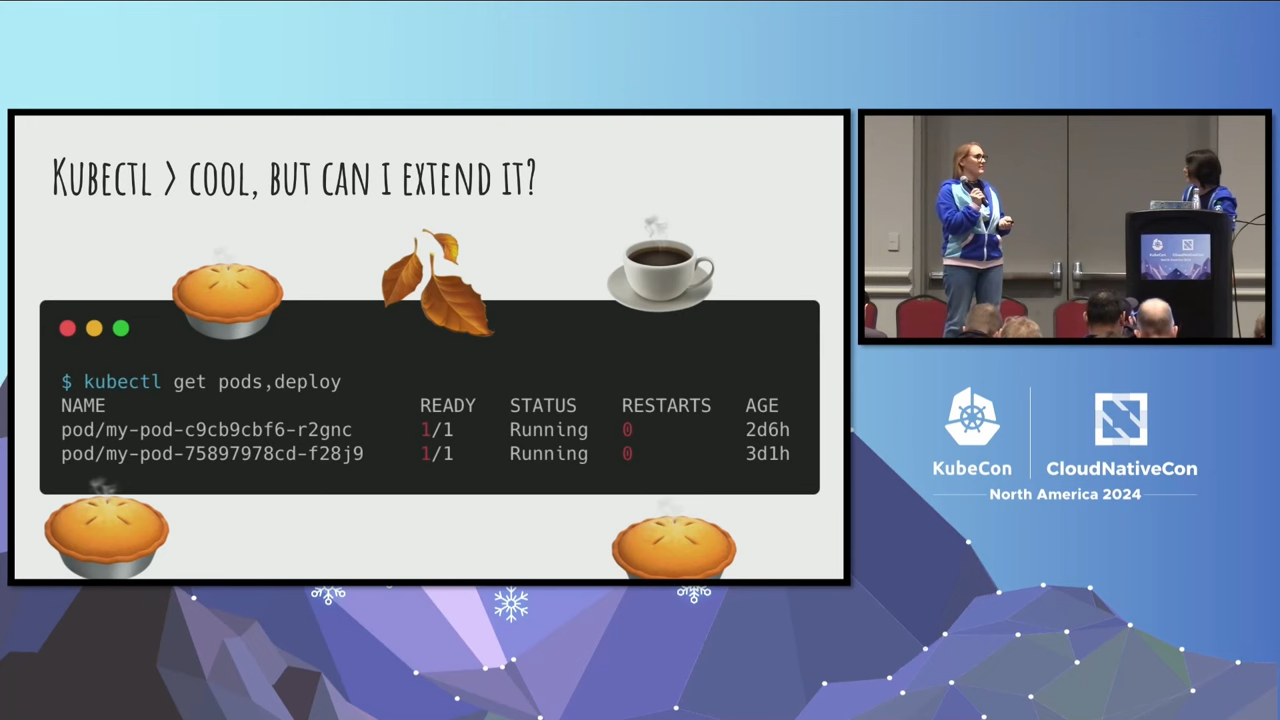 Kubectl > cool, but can I extend it?
$ kubectl get pods,deploy
NAME READY STATUS RESTARTS AGE
pod/my-pod-c9cb9cbf6-r2gnc 1/1 Running 0 2d6h
pod/my-pod-75897978cd-f28j9 1/1 Running 0 3d1h
KubeCon CloudNativeCon
North America 2024